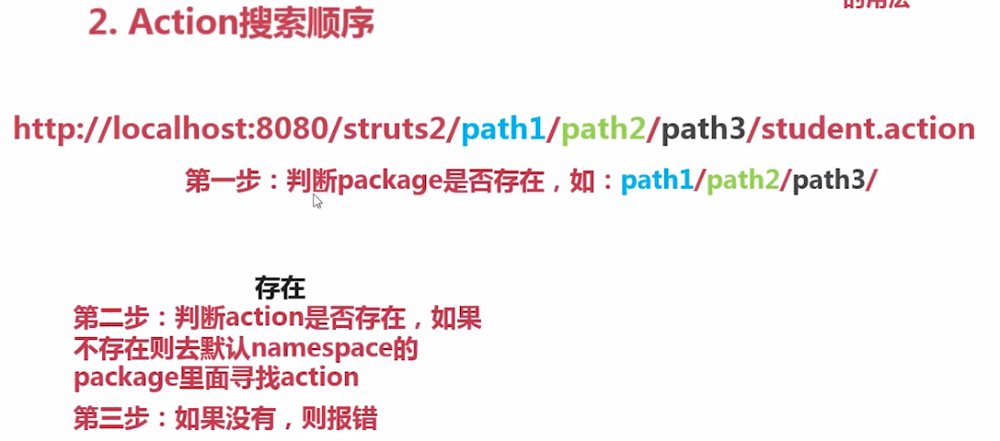 的用法
2. Action搜索顺序
http://localhost:8080/struts2/path1/path2/path3/student.action
第一步：判断package是否存在，如：path1/path2/path3/
存在
第二步：判断action是否存在，如果
不存在则去默认namespace的
package里面寻找action
第三步：如果没有，则报错